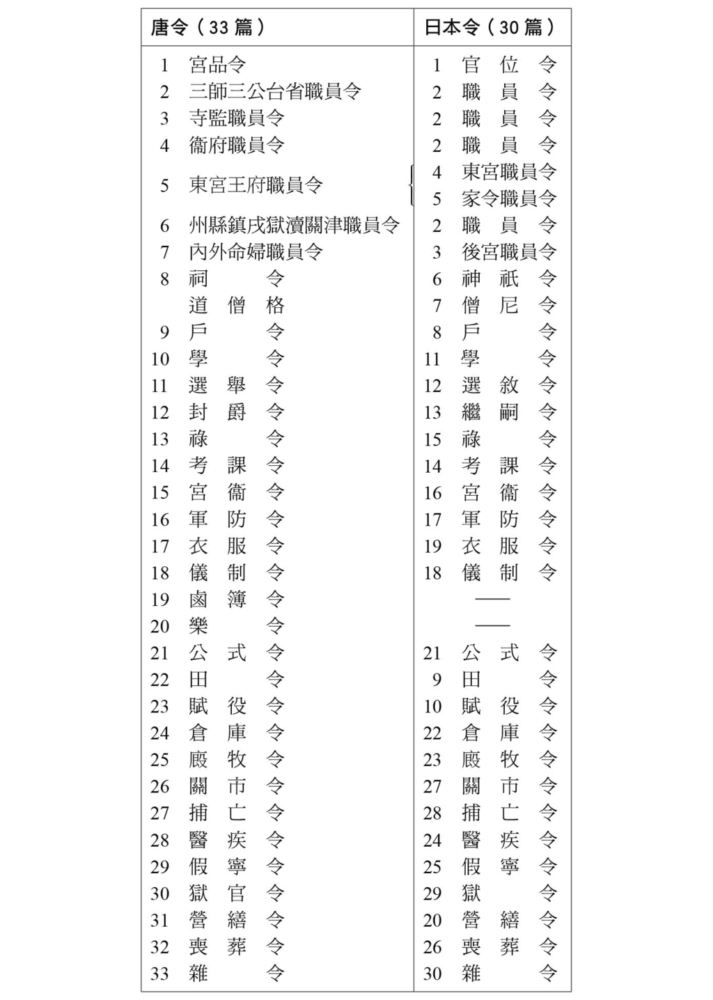 唐令（33 篇） 日本令（30 篇）
1 宮品令 1 官位令
2 三師三公台省職員令 2 職員令
3 寺監職員令 2 職員令
4 衞府職員令 2 職員令
4 東宮職員令
5 東宮王府職員令
5 家令職員令
6 州縣鎮戌獄瀆關津職員令 2 職員令
7 內外命婦職員令 3 後宮職員令
8 祠令 6 神祇令
道僧格 7 僧尼令
9 戶令 8 戶令
10 學令 11 學令
11 選舉令 12 選敘令
12 封爵令 13 繼嗣令
13 祿令 15 祿令
14 考課令 14 考課令
15 宮衞令 16 宮衞令
16 軍防令 17 軍防令
17 衣服令 19 衣服令
18 儀制令 18 儀制令
19 鹵簿令 ——
20 樂令 ——
21 公式令 21 公式令
22 田令 9 田令
23 賦役令 10 賦役令
24 倉庫令 22 倉庫令
25 廄牧令 23 廄牧令
26 關市令 27 關市令
27 捕亡令 28 捕亡令
28 醫疾令 24 醫疾令
29 假寧令 25 假寧令
30 獄官令 29 獄令
31 營繕令 20 營繕令
32 喪葬令 26 喪葬令
33 雜令 30 雜令